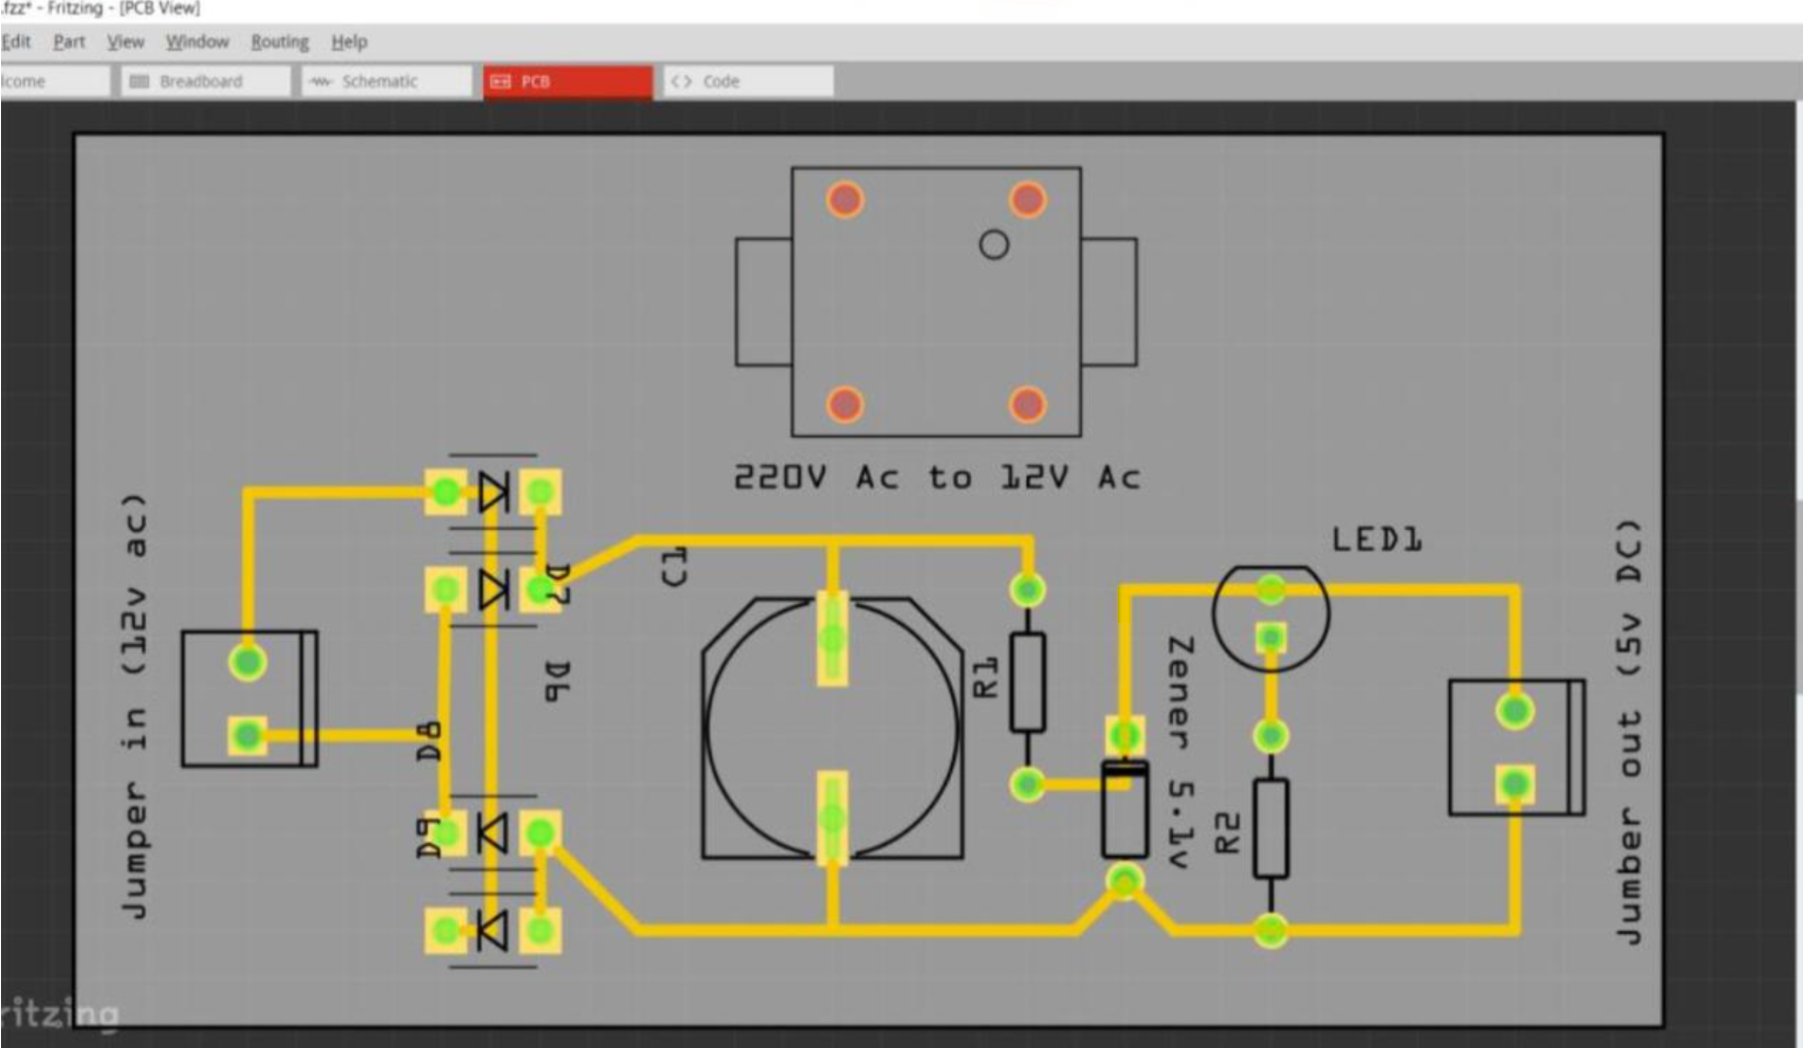 .fzz* - Fritzing - [PCB View]
Edit Part View Window Routing Help
lcome Breadboard Schematic PCB Code
220V Ac to 12V Ac
Jumper in (12v ac)
D7
D6
D8
D9
C1
R1
Zener 5.1v
R2
LED1
Jumber out (5v DC)
ritzing